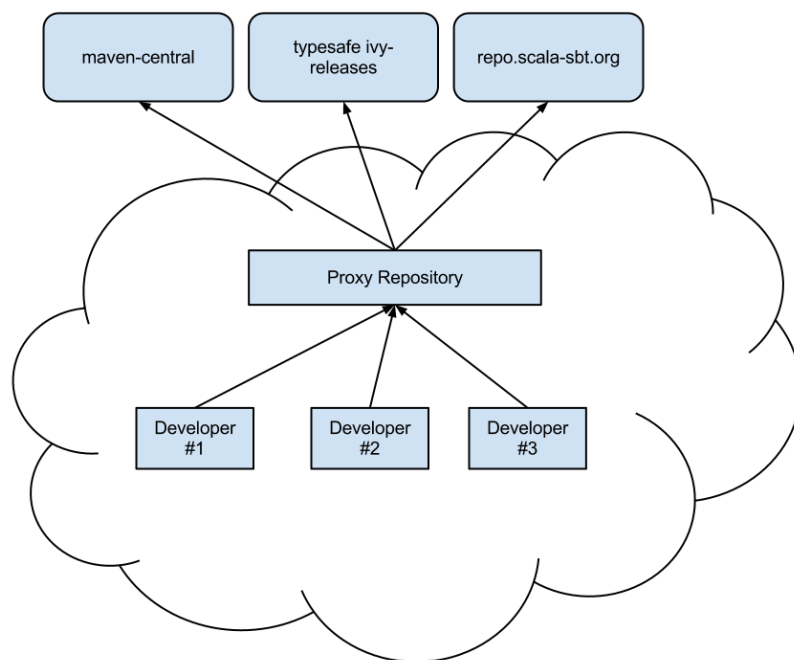 maven-central
typesafe ivy-
releases
repo.scala-sbt.org
Proxy Repository
Developer
#1
Developer
#2
Developer
#3